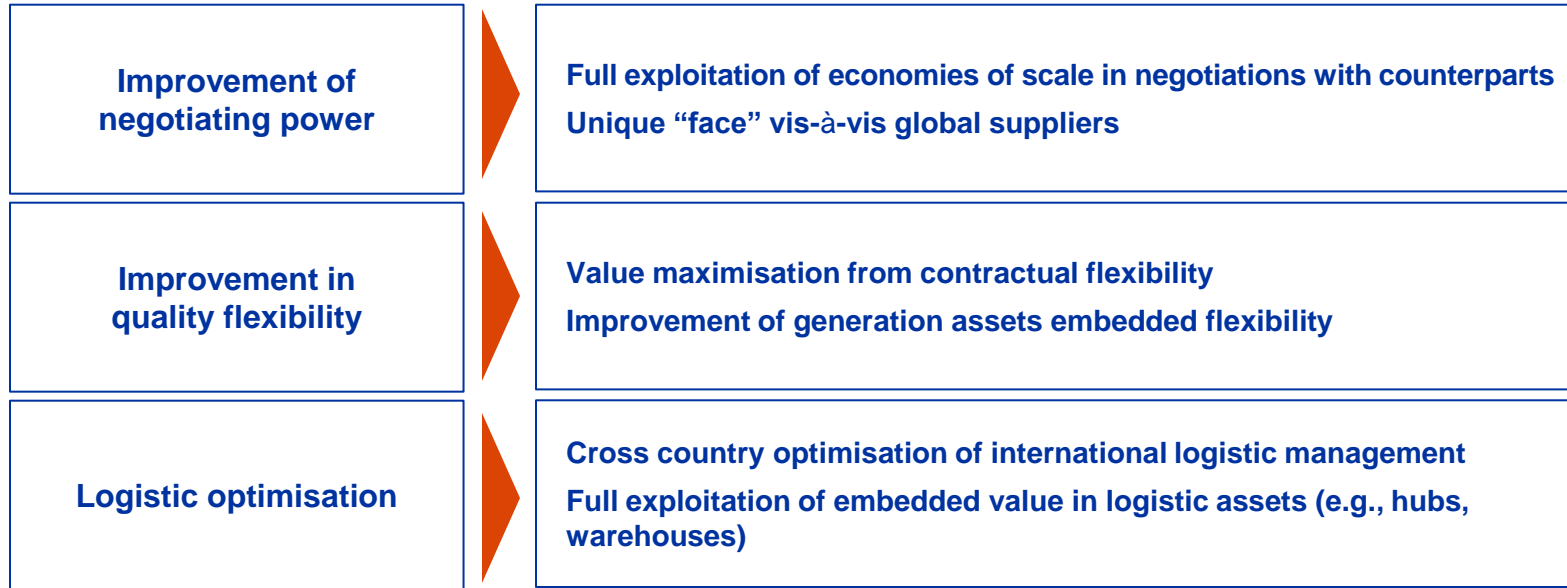 Improvement of
negotiating power
Full exploitation of economies of scale in negotiations with counterparts
Unique “face” vis-à-vis global suppliers
Improvement in
quality flexibility
Value maximisation from contractual flexibility
Improvement of generation assets embedded flexibility
Logistic optimisation
Cross country optimisation of international logistic management
Full exploitation of embedded value in logistic assets (e.g., hubs,
warehouses)